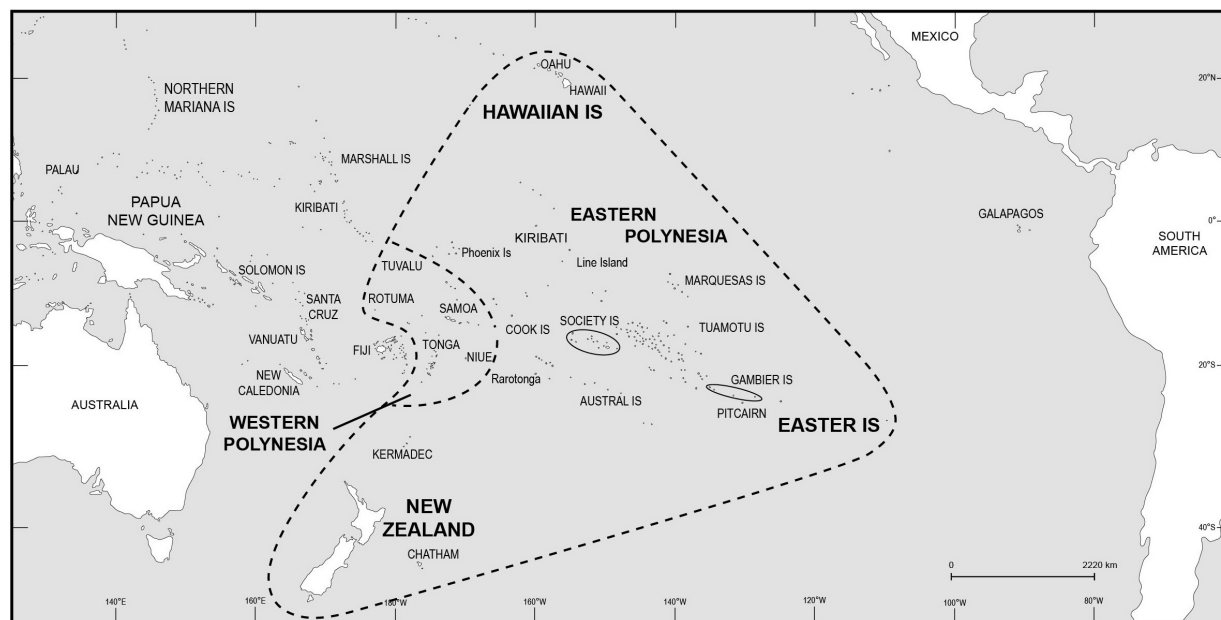 MEXICO
OAHU
HAWAII
HAWAIIAN IS
20°N
NORTHERN
MARIANA IS
MARSHALL IS
PALAU
PAPUA
NEW GUINEA
KIRIBATI
EASTERN
POLYNESIA
KIRIBATI
GALAPAGOS
0°
SOUTH
AMERICA
Phoenix Is
Line Island
TUVALU
SOLOMON IS
MARQUESAS IS
SANTA
CRUZ
ROTUMA
SAMOA
COOK IS
SOCIETY IS
TUAMOTU IS
VANUATU
FIJI
TONGA
NIUE
20°S
NEW
CALEDONIA
Rarotonga
GAMBIER IS
AUSTRALIA
AUSTRAL IS
PITCAIRN
WESTERN
POLYNESIA
EASTER IS
KERMADEC
NEW
ZEALAND
40°S
CHATHAM
0
2220 km
140°E
160°E
180°W
160°W
140°W
120°W
100°W
80°W